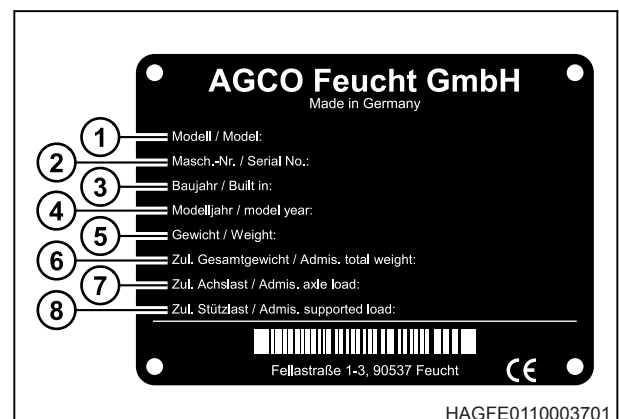 AGCO Feucht GmbH
Made in Germany
1 Modell / Model:
2 Masch.-Nr. / Serial No.:
3 Baujahr / Built in:
4 Modelljahr / model year:
5 Gewicht / Weight:
6 Zul. Gesamtgewicht / Admis. total weight:
7 Zul. Achslast / Admis. axle load:
8 Zul. Stützlast / Admis. supported load:
Fellastraße 1-3, 90537 Feucht CE
HAGFE0110003701